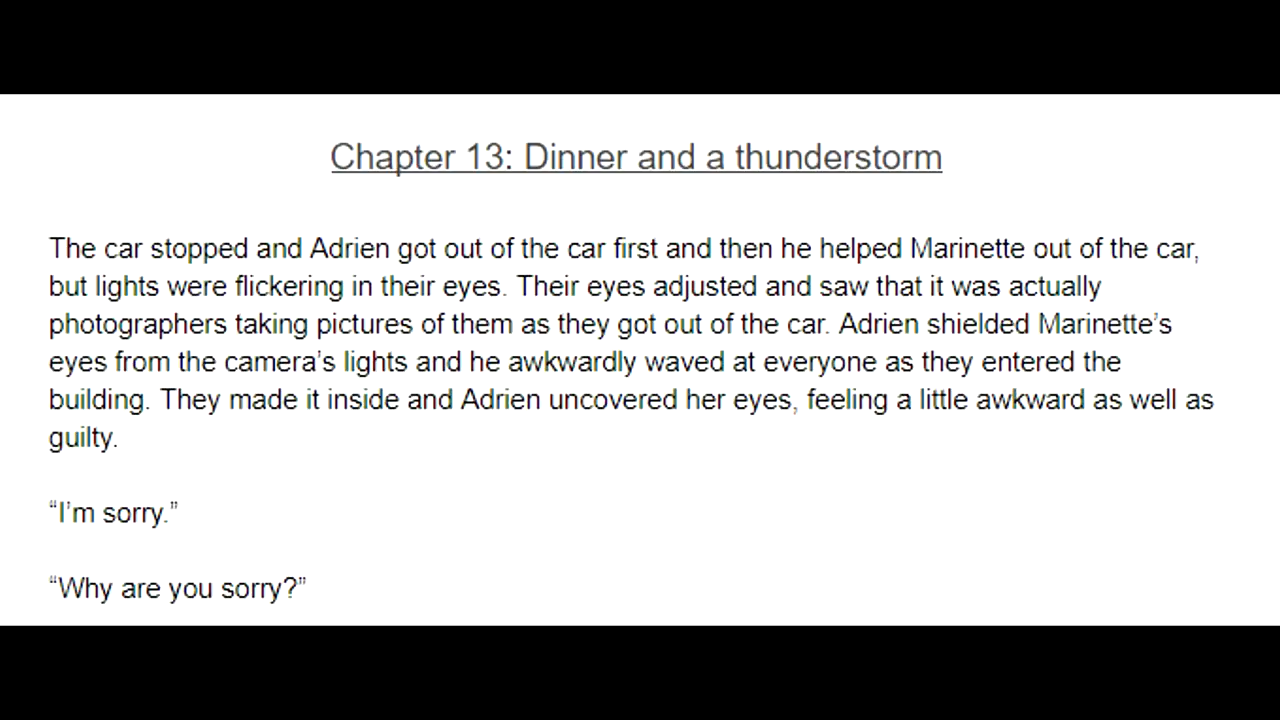 Chapter 13: Dinner and a thunderstorm
The car stopped and Adrien got out of the car first and then he helped Marinette out of the car,
but lights were flickering in their eyes. Their eyes adjusted and saw that it was actually
photographers taking pictures of them as they got out of the car. Adrien shielded Marinette’s
eyes from the camera’s lights and he awkwardly waved at everyone as they entered the
building. They made it inside and Adrien uncovered her eyes, feeling a little awkward as well as
guilty.
“I’m sorry.”
“Why are you sorry?”